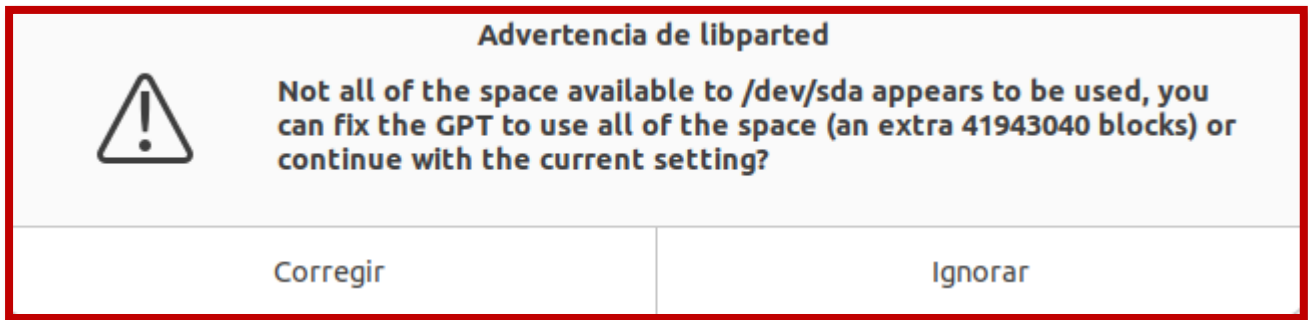 Advertencia de libparted
Not all of the space available to /dev/sda appears to be used, you
can fix the GPT to use all of the space (an extra 41943040 blocks) or
continue with the current setting?
Corregir
Ignorar